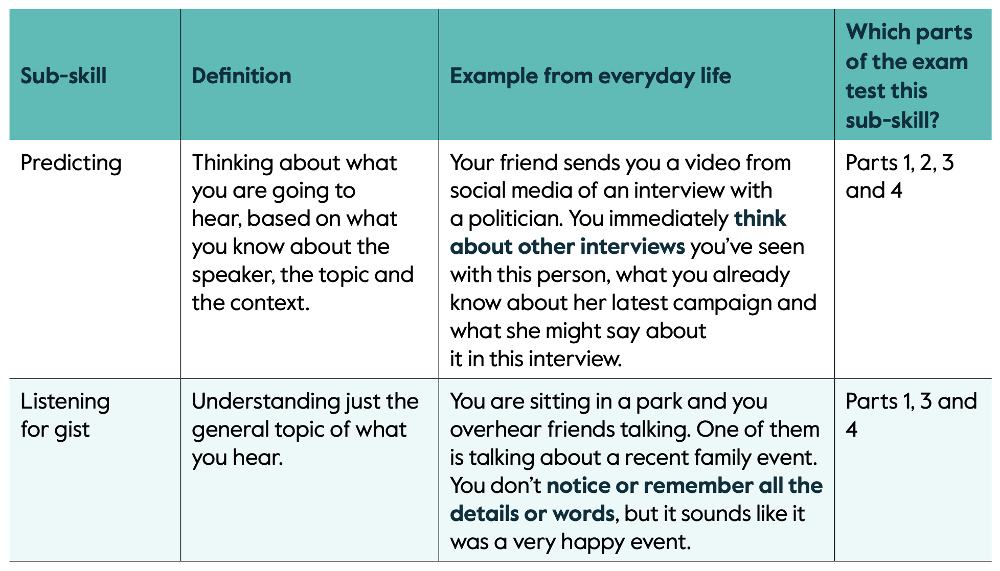 Sub-skill
Definition
Example from everyday life
Which parts
of the exam
test this
sub-skill?
Predicting
Thinking about what
you are going to
hear, based on what
you know about the
speaker, the topic and
the context.
Your friend sends you a video from
social media of an interview with
a politician. You immediately think
about other interviews you’ve seen
with this person, what you already
know about her latest campaign and
what she might say about
it in this interview.
Parts 1, 2, 3
and 4
Listening
for gist
Understanding just the
general topic of what
you hear.
You are sitting in a park and you
overhear friends talking. One of them
is talking about a recent family event.
You don’t notice or remember all the
details or words, but it sounds like it
was a very happy event.
Parts 1, 3 and
4